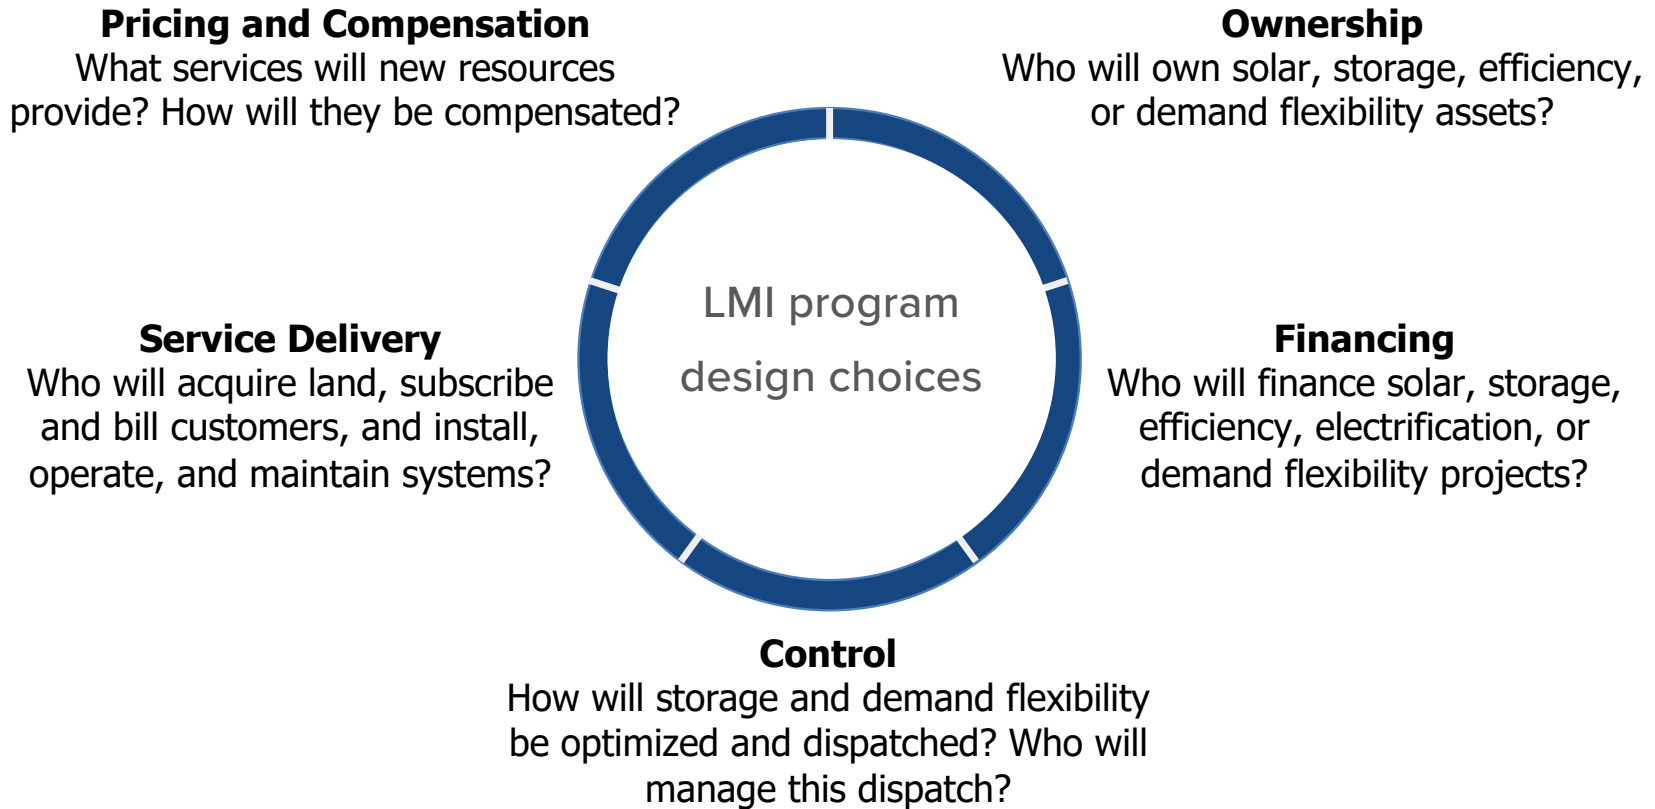 Pricing and Compensation
What services will new resources
provide? How will they be compensated?
Ownership
Who will own solar, storage, efficiency,
or demand flexibility assets?
LMI program
design choices
Service Delivery
Who will acquire land, subscribe
and bill customers, and install,
operate, and maintain systems?
Financing
Who will finance solar, storage,
efficiency, electrification, or
demand flexibility projects?
Control
How will storage and demand flexibility
be optimized and dispatched? Who will
manage this dispatch?